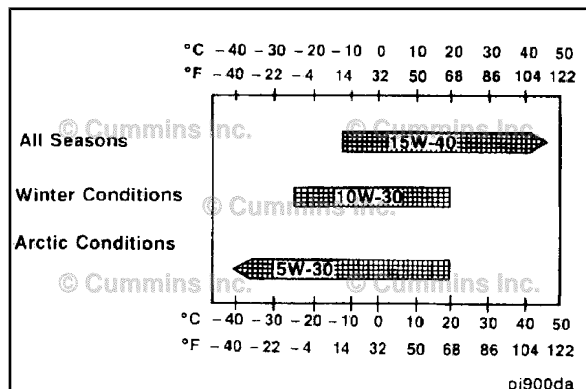 °C -40 -30 -20 -10 0 10 20 30 40 50
°F -40 -22 -4 14 32 50 68 86 104 122
© Cummins Inc. © Cummins Inc.
All Seasons 15W-40
Winter Conditions 10W-30
© Cummins Inc.
Arctic Conditions
5W-30
© Cummins Inc. © Cummins Inc.
°C -40 -30 -20 -10 0 10 20 30 40 50
°F -40 -22 -4 14 32 50 68 86 104 122
pi900da